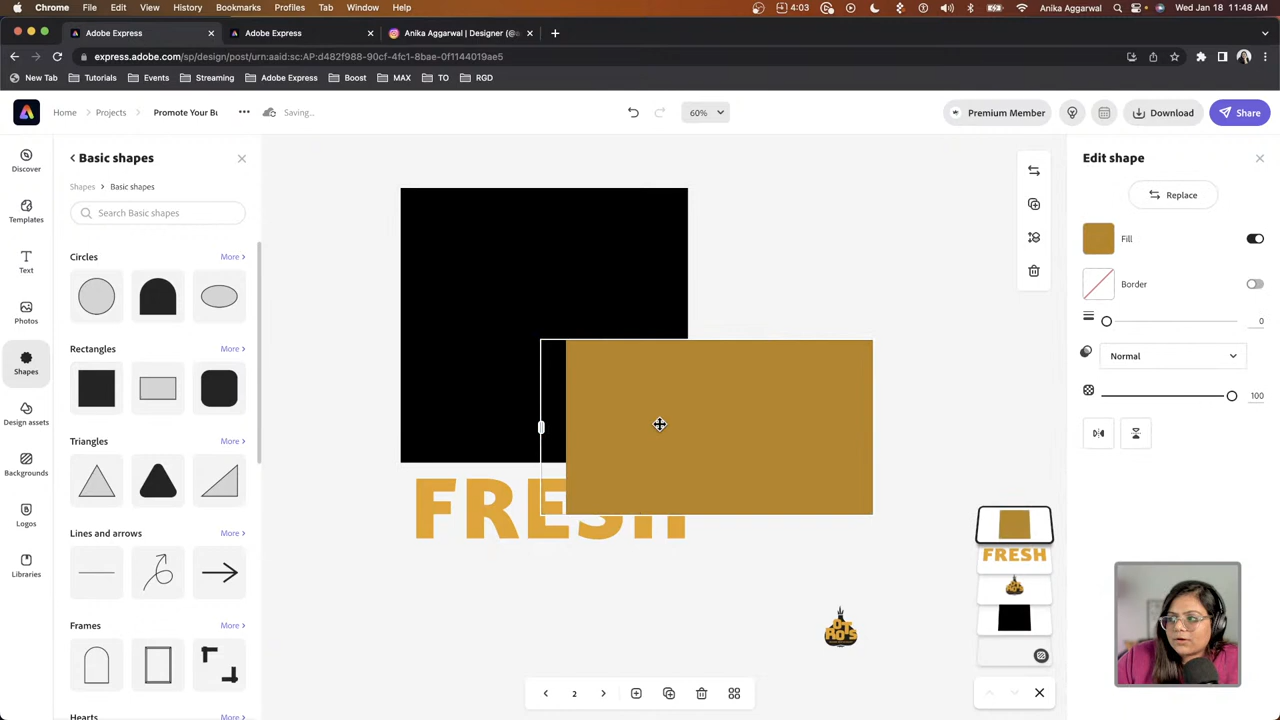 Chrome File Edit View History Bookmarks Profiles Tab Window Help 4:03 Anika Aggarwal Wed Jan 18 11:48 AM
Adobe Express Adobe Express Anika Aggarwal | Designer (@
express.adobe.com/sp/design/post/urn:aaid:sc:AP:d482f988-90cf-4fc1-8bae-0f1144019ae5
New Tab Tutorials Events Streaming Adobe Express Boost MAX TO RGD
Home Projects Promote Your Bu ••• Saving... 60% Premium Member Download Share
Discover
Templates
Text
Photos
Shapes
Design assets
Backgrounds
Logos
Libraries
Basic shapes
Shapes > Basic shapes
Search Basic shapes
Circles More >
Rectangles More >
Triangles More >
Lines and arrows More >
Frames More >
Hearts
FRESH
2
Edit shape
Replace
Fill
Border
0
Normal
100
FRESH